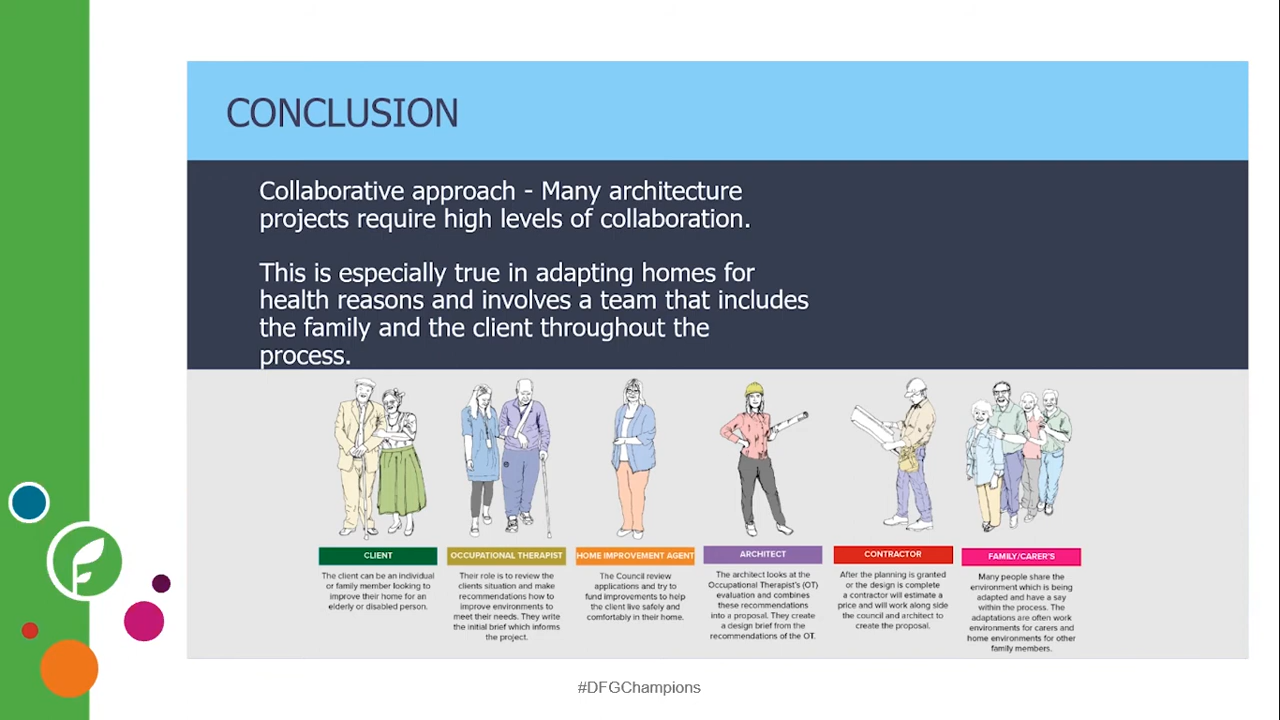 CONCLUSION
Collaborative approach - Many architecture
projects require high levels of collaboration.
This is especially true in adapting homes for
health reasons and involves a team that includes
the family and the client throughout the
process.
CLIENT
The client can be an individual
or family member looking to
improve their home for an
elderly or disabled person.
OCCUPATIONAL THERAPIST
Their role is to review the
clients situation and make
recommendations how to
improve environments to
meet their needs. They write
the initial brief which informs
the project.
HOME IMPROVEMENT AGENT
The Council review
applications and try to
fund improvements to help
the client live safely and
comfortably in their home.
ARCHITECT
The architect looks at the
Occupational Therapist's (OT)
evaluation and combines
these recommendations
into a proposal. They create
a design brief from the
recommendations of the OT.
CONTRACTOR
After the planning is granted
or the design is complete
a contractor will estimate a
price and will work along side
the council and architect to
create the proposal.
FAMILY/CARER'S
Many people share the
environment which is being
adapted and have a say
within the process. The
adaptations are often work
environments for carers and
home environments for other
family members.
#DFGChampions